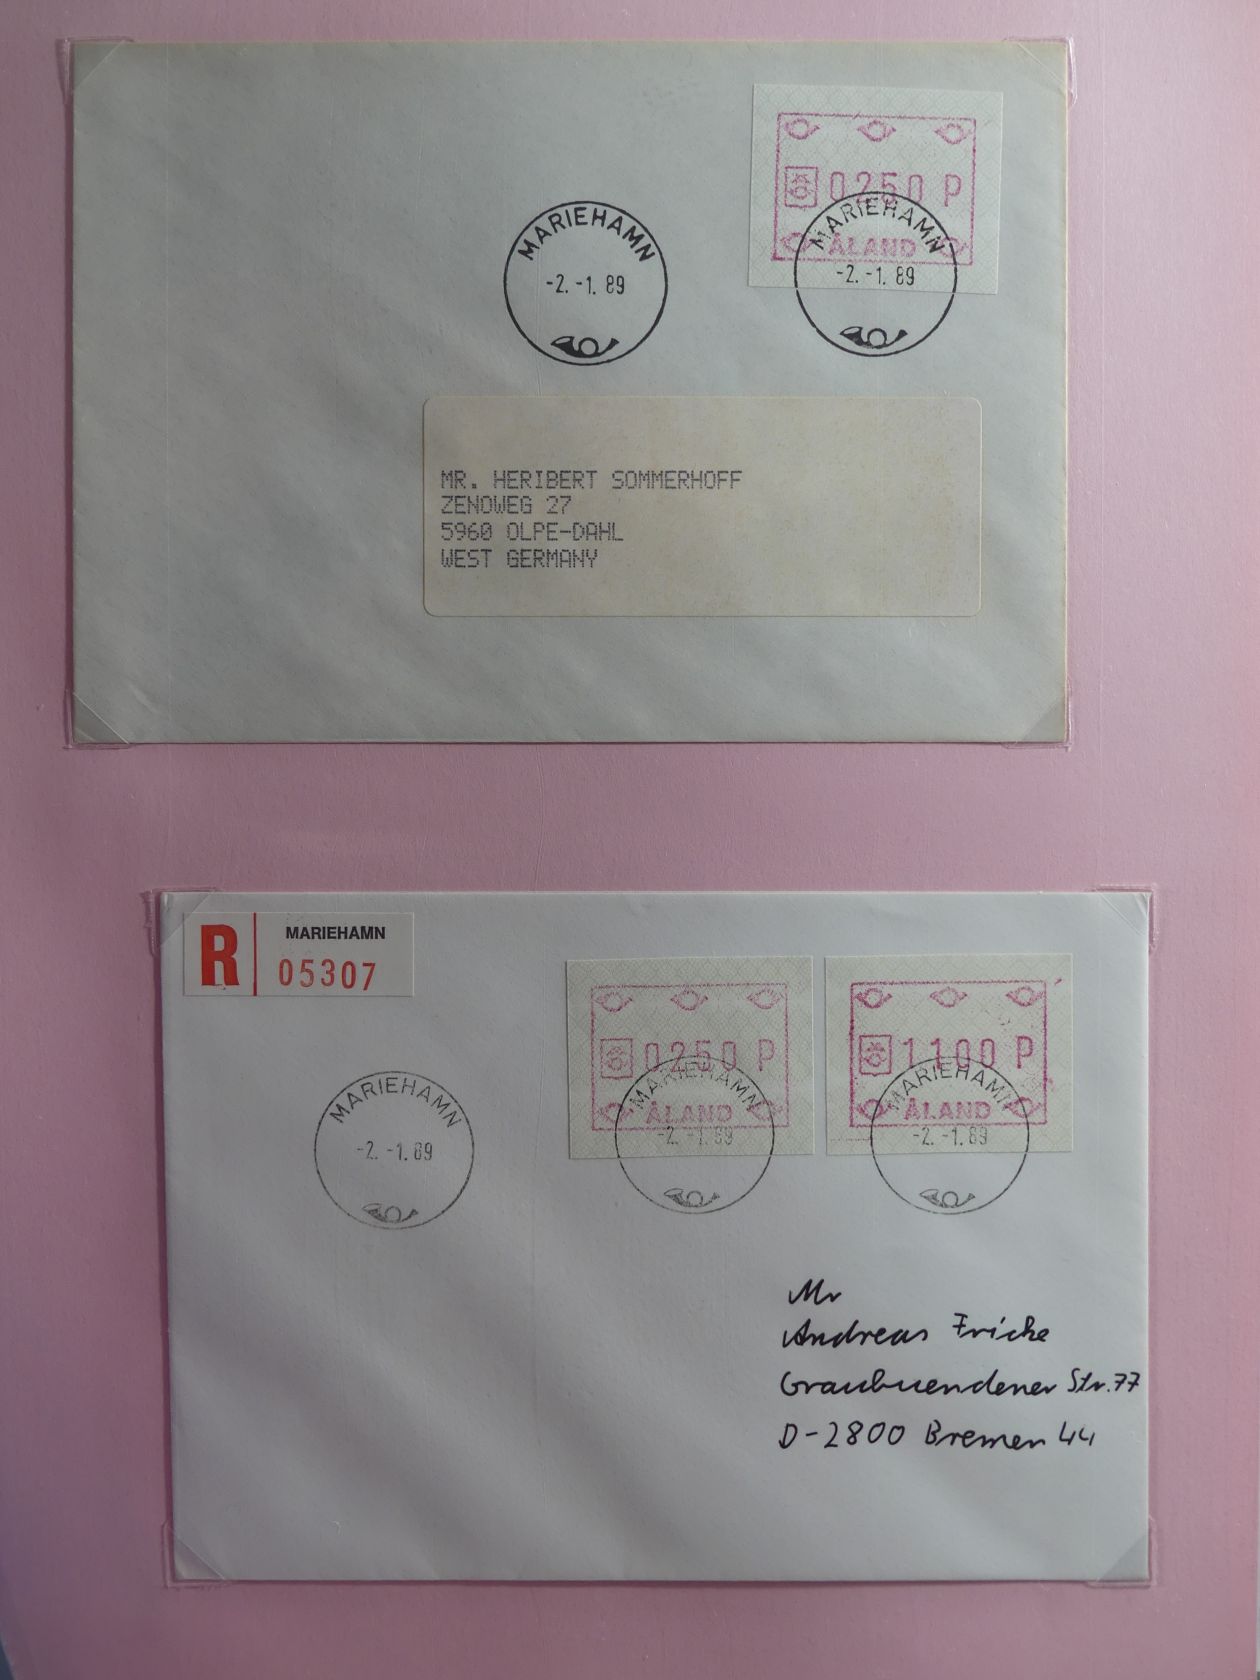 0250 P
ÅLAND
MARIEHAMN
-2. -1. 89
MARIEHAMN
-2. -1. 89
MR. HERIBERT SOMMERHOFF
ZENOWEG 27
5960 OLPE-DAHL
WEST GERMANY
R MARIEHAMN
05307
0250 P
ÅLAND
1100 P
ÅLAND
MARIEHAMN
-2. -1. 89
MARIEHAMN
-2. -1. 89
MARIEHAMN
-2. -1. 89
Mr
Andreas Fricke
Graubuendener Str. 77
D-2800 Bremen 44